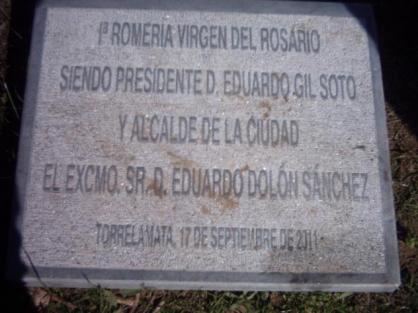 1ª ROMERIA VIRGEN DEL ROSARIO
SIENDO PRESIDENTE D. EDUARDO GIL SOTO
Y ALCALDE DE LA CIUDAD
EL EXCMO. SR. D. EDUARDO DOLÓN SÁNCHEZ
TORRELAMATA, 17 DE SEPTIEMBRE DE 2011